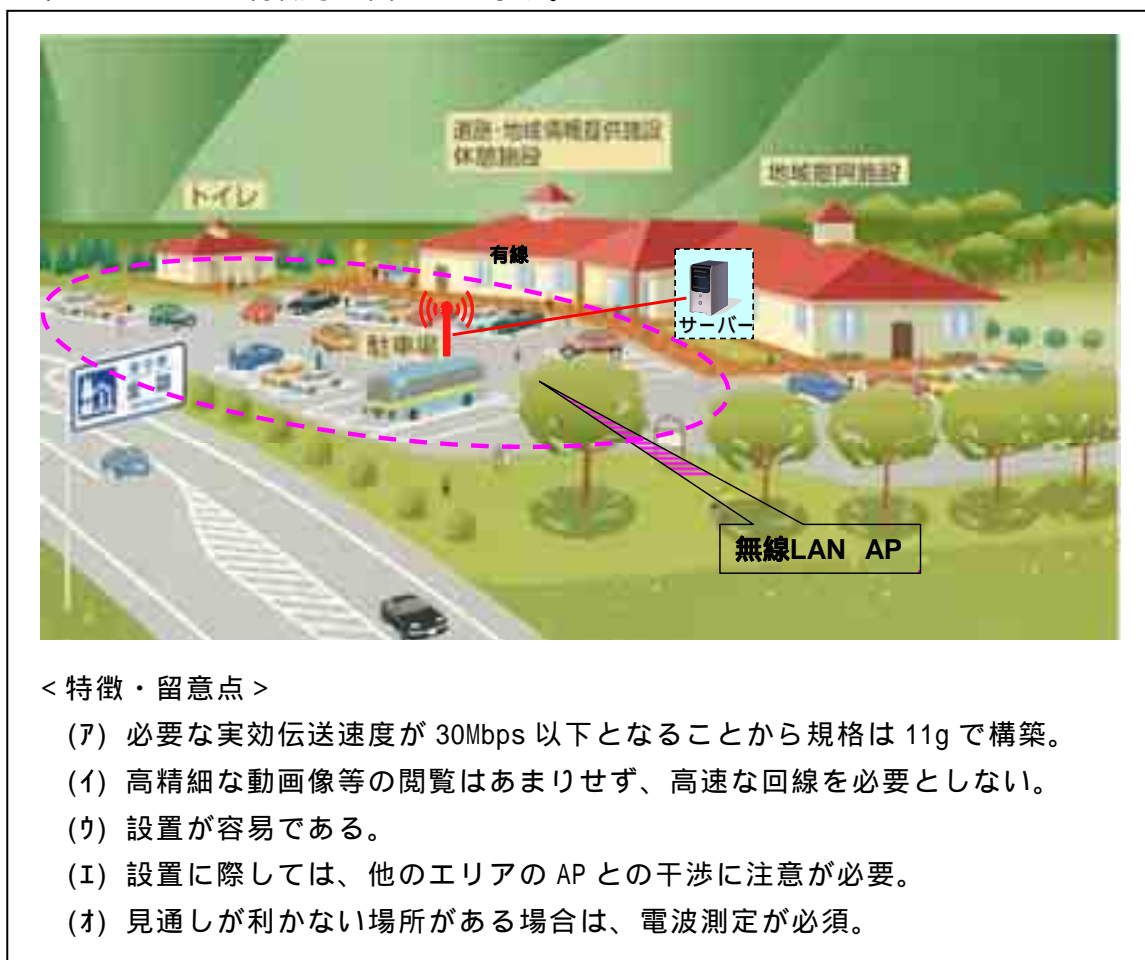 道路・地域情報提供施設
休憩施設
地域振興施設
トイレ
有線
サーバー
駐車場
無線LAN AP
＜特徴・留意点＞
(ｱ) 必要な実効伝送速度が 30Mbps 以下となることから規格は 11g で構築。
(ｲ) 高精細な動画像等の閲覧はあまりせず、高速な回線を必要としない。
(ｳ) 設置が容易である。
(ｴ) 設置に際しては、他のエリアの AP との干渉に注意が必要。
(ｵ) 見通しが利かない場所がある場合は、電波測定が必須。